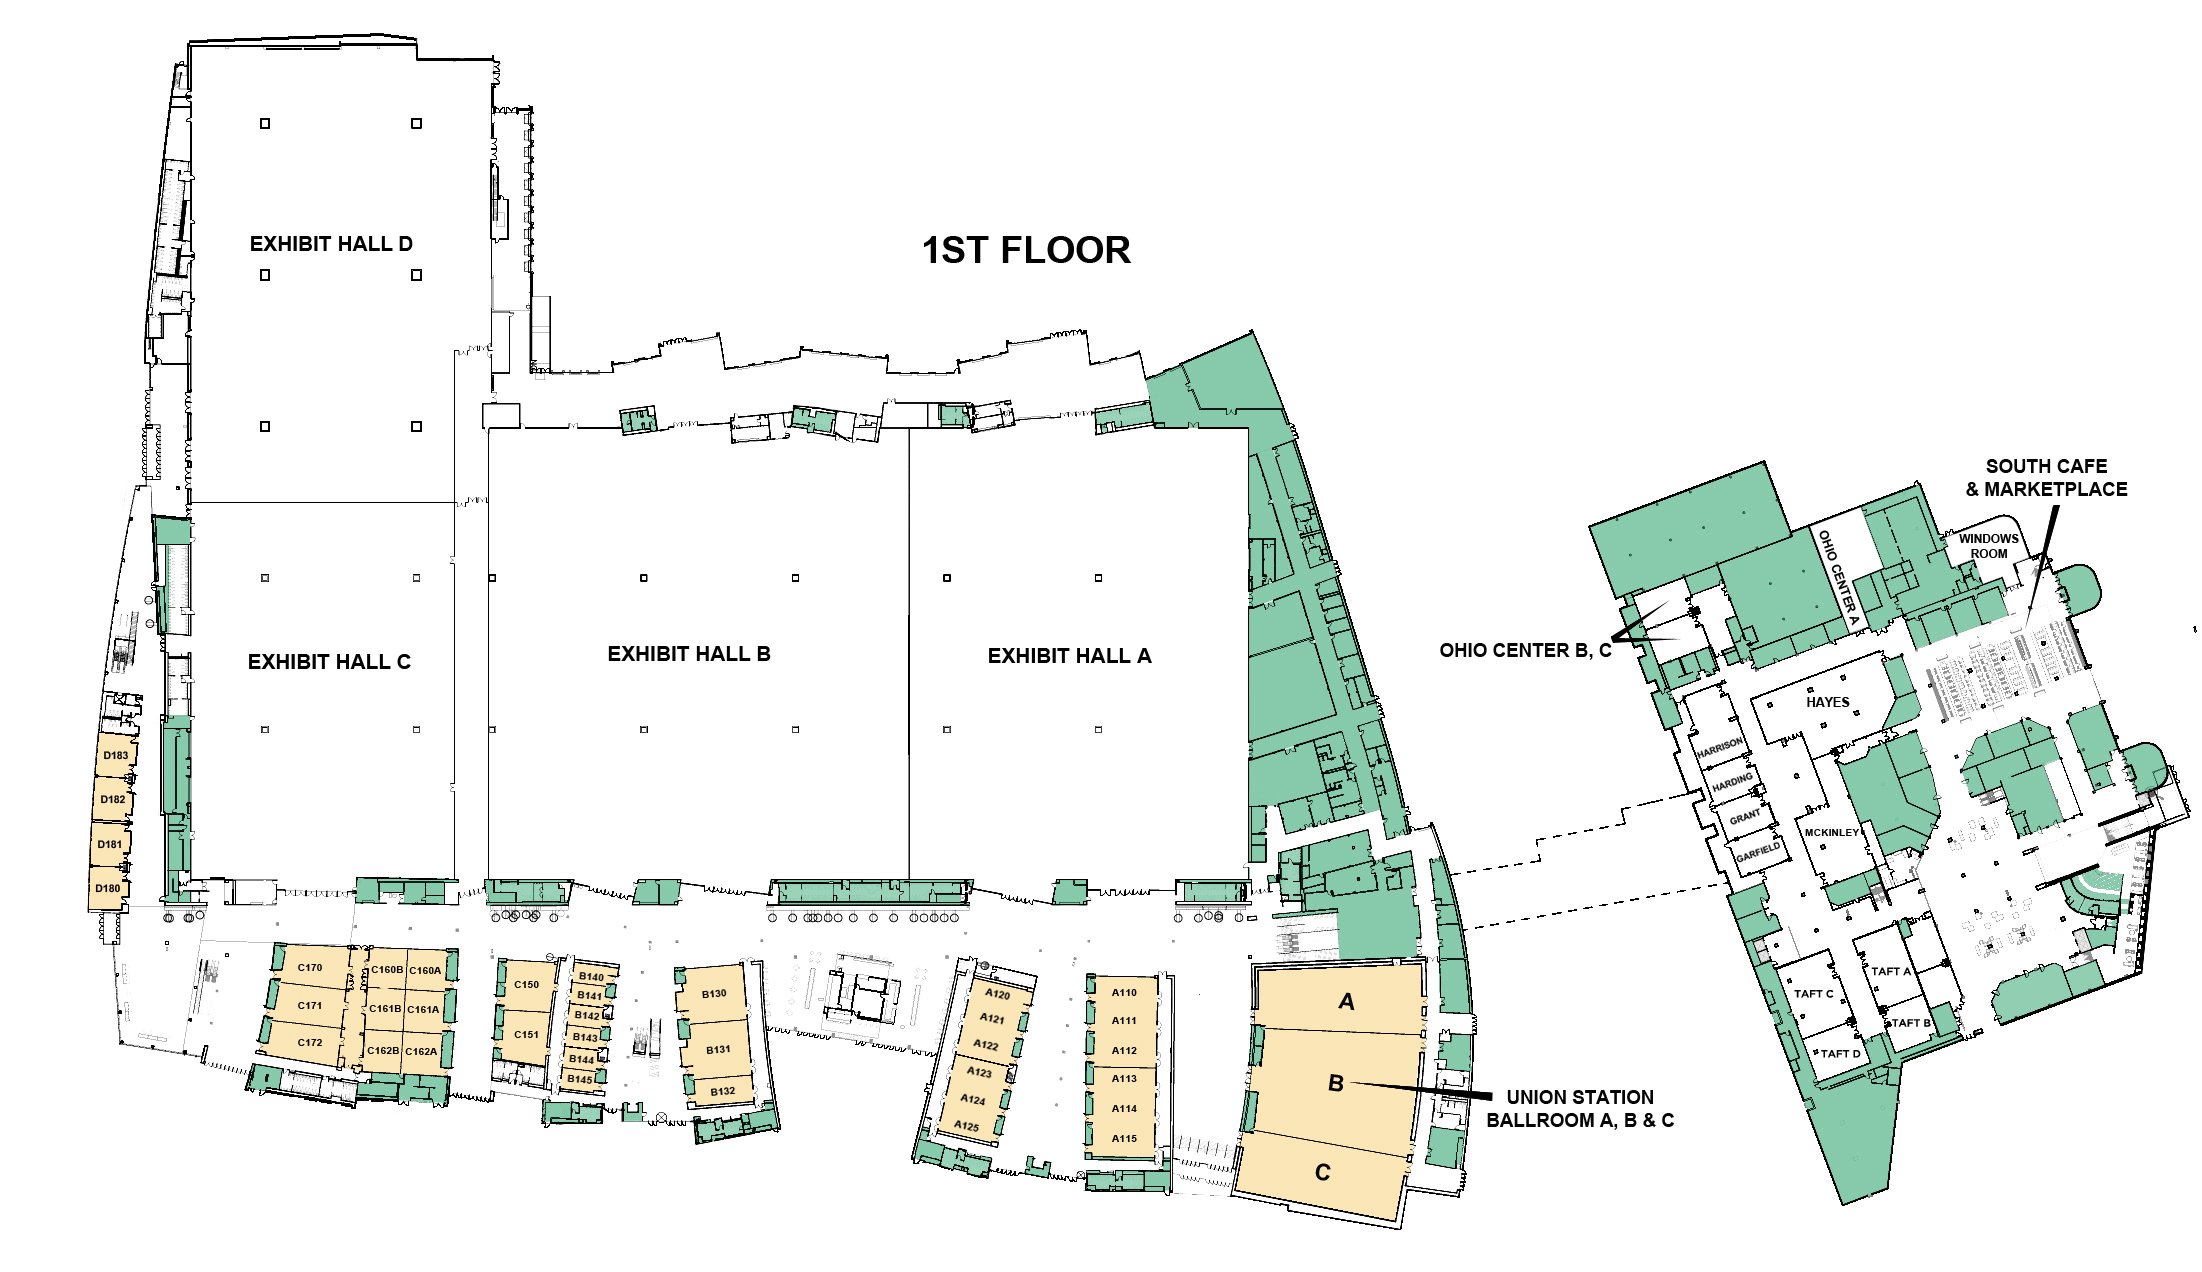 1ST FLOOR
EXHIBIT HALL D
EXHIBIT HALL C
EXHIBIT HALL B
EXHIBIT HALL A
D183
D182
D181
D180
C170
C171
C172
C160B
C160A
C161B
C161A
C162B
C162A
C150
C151
B140
B141
B142
B143
B144
B145
B130
B131
B132
A120
A121
A122
A123
A124
A125
A110
A111
A112
A113
A114
A115
A
B
C
UNION STATION
BALLROOM A, B & C
SOUTH CAFE
& MARKETPLACE
WINDOWS
ROOM
OHIO CENTER A
OHIO CENTER B, C
HAYES
HARRISON
HARDING
GRANT
GARFIELD
MCKINLEY
TAFT A
TAFT B
TAFT C
TAFT D